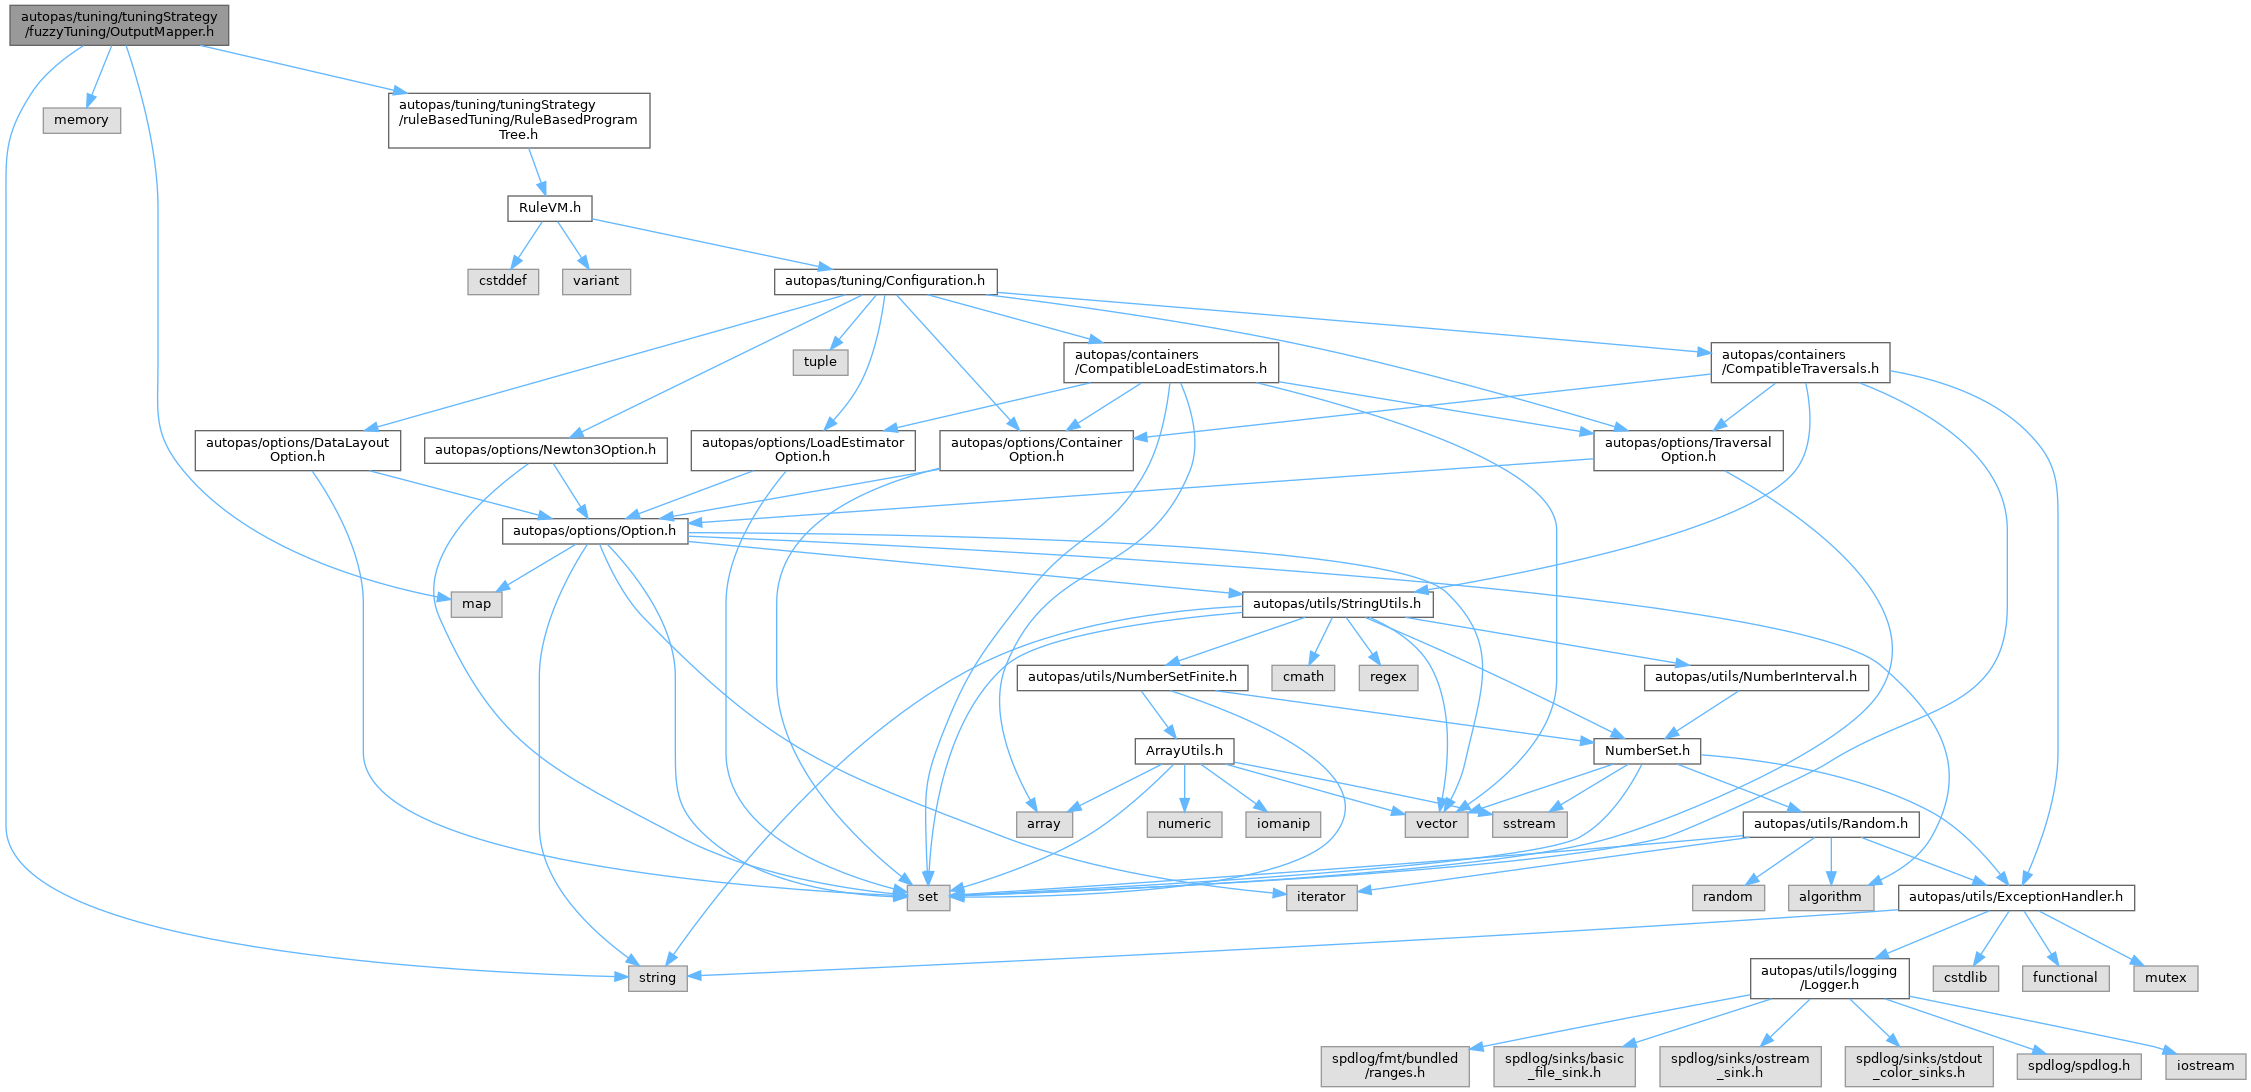 autopas/tuning/tuningStrategy
/fuzzyTuning/OutputMapper.h
memory
autopas/tuning/tuningStrategy
/ruleBasedTuning/RuleBasedProgram
Tree.h
RuleVM.h
cstddef
variant
autopas/tuning/Configuration.h
tuple
autopas/containers
/CompatibleLoadEstimators.h
autopas/containers
/CompatibleTraversals.h
autopas/options/DataLayout
Option.h
autopas/options/Newton3Option.h
autopas/options/LoadEstimator
Option.h
autopas/options/Container
Option.h
autopas/options/Traversal
Option.h
autopas/options/Option.h
map
autopas/utils/StringUtils.h
autopas/utils/NumberSetFinite.h
cmath
regex
autopas/utils/NumberInterval.h
ArrayUtils.h
NumberSet.h
array
numeric
iomanip
vector
sstream
autopas/utils/Random.h
set
iterator
random
algorithm
autopas/utils/ExceptionHandler.h
string
autopas/utils/logging
/Logger.h
cstdlib
functional
mutex
spdlog/fmt/bundled
/ranges.h
spdlog/sinks/basic
_file_sink.h
spdlog/sinks/ostream
_sink.h
spdlog/sinks/stdout
_color_sinks.h
spdlog/spdlog.h
iostream